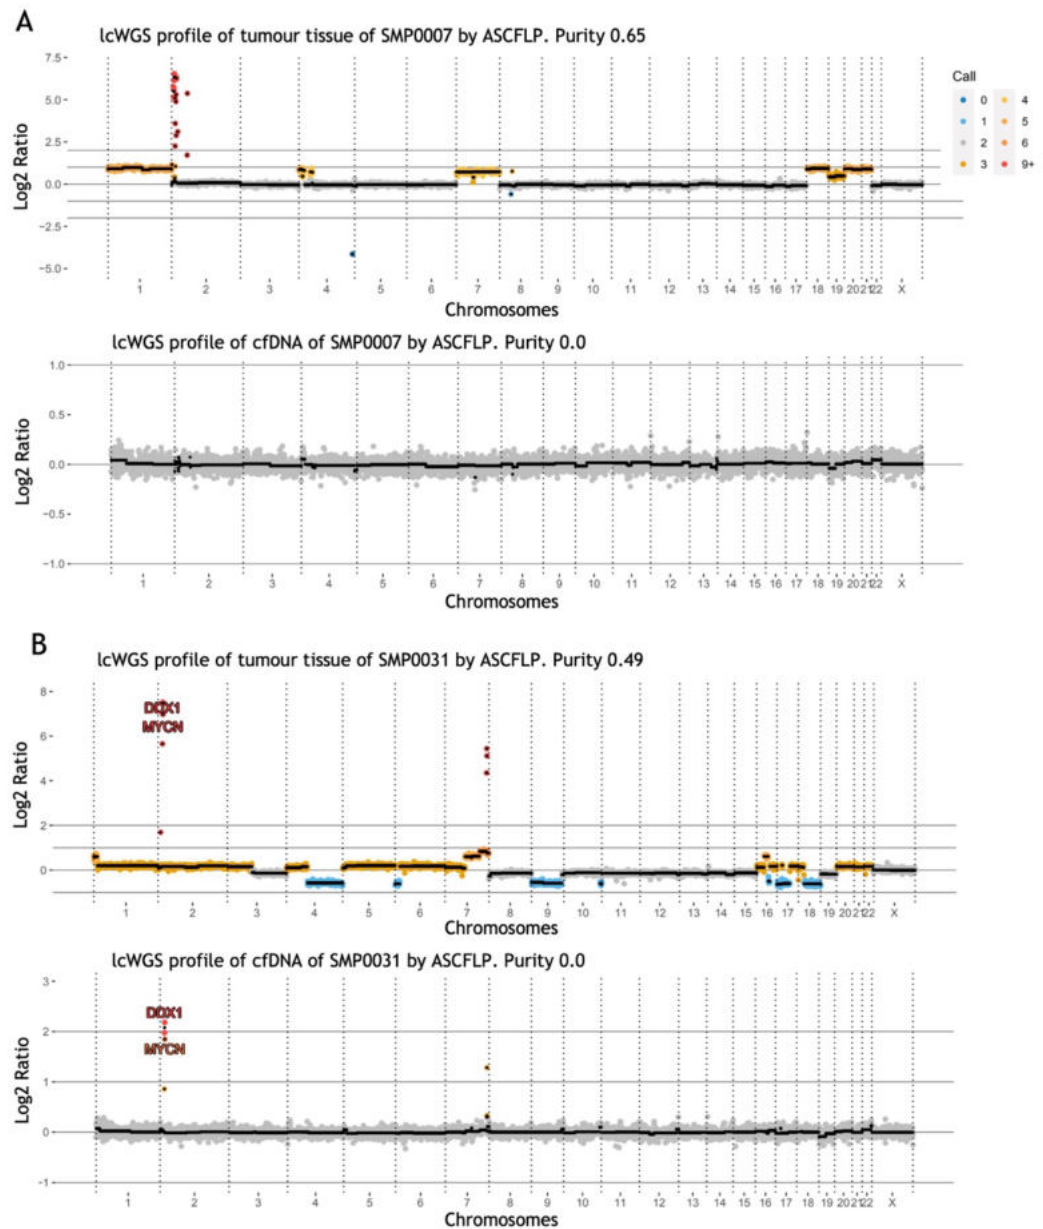 A
lcWGS profile of tumour tissue of SMP0007 by ASCFLP. Purity 0.65
7.5
5.0
2.5
0.0
−2.5
−5.0
Log2 Ratio
1 2 3 4 5 6 7 8 9 10 11 12 13 14 15 16 17 18 19 20 21 22 X
Chromosomes
Call
0 4
1 5
2 6
3 9+
lcWGS profile of cfDNA of SMP0007 by ASCFLP. Purity 0.0
1.0
0.5
0.0
−0.5
−1.0
Log2 Ratio
1 2 3 4 5 6 7 8 9 10 11 12 13 14 15 16 17 18 19 20 21 22 X
Chromosomes
B
lcWGS profile of tumour tissue of SMP0031 by ASCFLP. Purity 0.49
8
6
4
2
0
Log2 Ratio
DDX1
MYCN
1 2 3 4 5 6 7 8 9 10 11 12 13 14 15 16 17 18 19 20 21 22 X
Chromosomes
lcWGS profile of cfDNA of SMP0031 by ASCFLP. Purity 0.0
3
2
1
0
−1
Log2 Ratio
DDX1
MYCN
1 2 3 4 5 6 7 8 9 10 11 12 13 14 15 16 17 18 19 20 21 22 X
Chromosomes